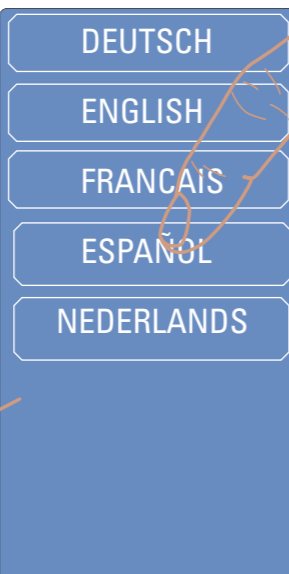 DEUTSCH
ENGLISH
FRANCAIS
ESPAÑOL
NEDERLANDS